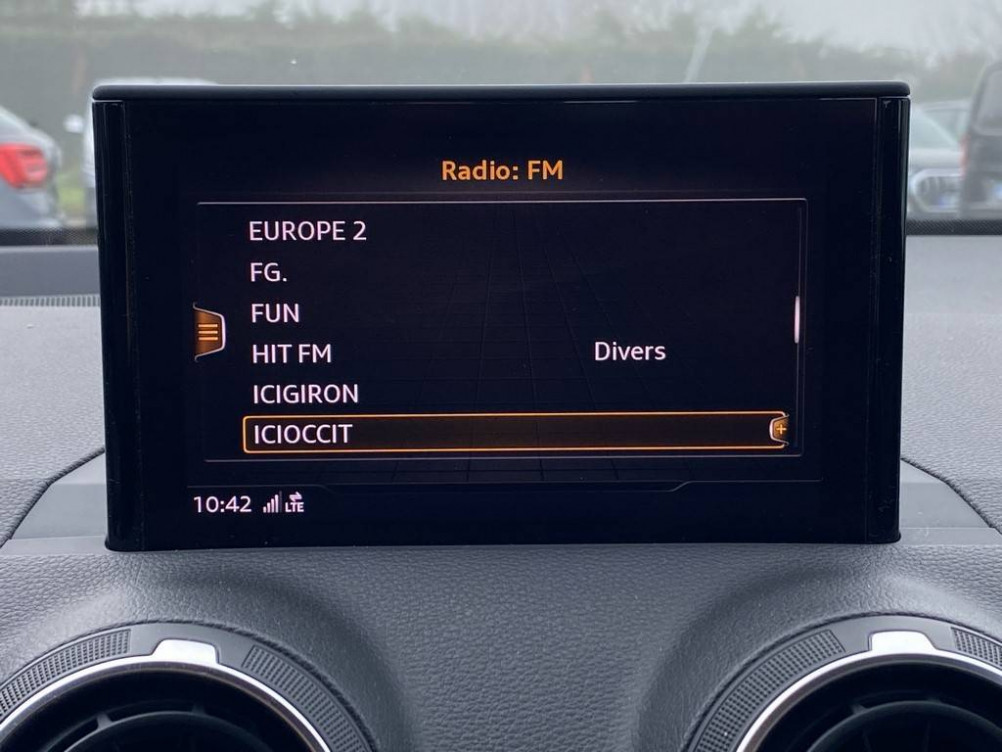 Radio: FM
EUROPE 2
FG.
FUN
HIT FM Divers
ICIGIRON
ICIOCCIT
10:42 LTE